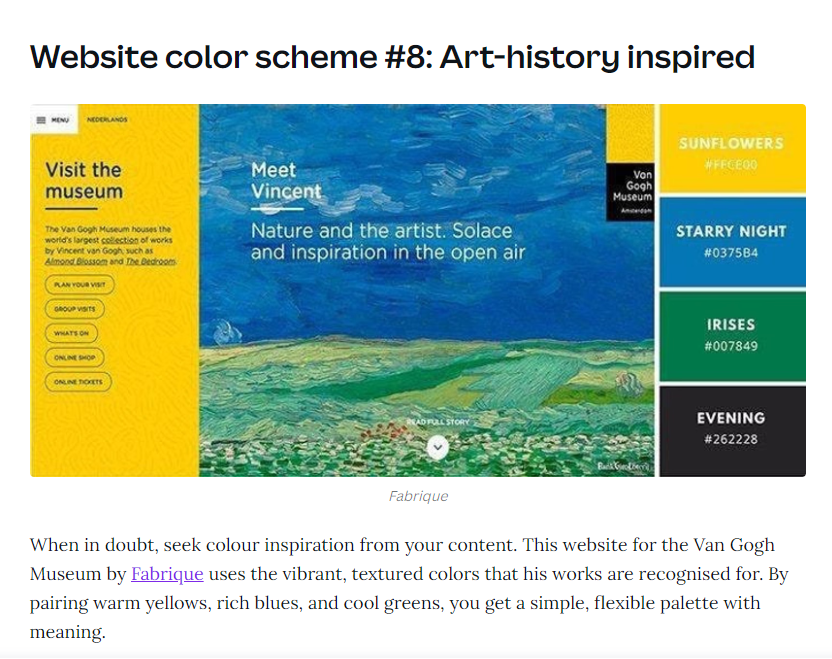 Website color scheme #8: Art-history inspired
MENU
NEDERLANDS
Visit the
museum
The Van Gogh Museum houses the
world's largest collection of works
by Vincent van Gogh, such as
Almond Blossom and The Bedroom.
PLAN YOUR VISIT
GROUP VISITS
WHAT'S ON
ONLINE SHOP
ONLINE TICKETS
Meet
Vincent
Nature and the artist. Solace
and inspiration in the open air
READ FULL STORY
Van
Gogh
Museum
Amsterdam
SUNFLOWERS
#FFCE00
STARRY NIGHT
#0375B4
IRISES
#007849
EVENING
#262228
Fabrique
When in doubt, seek colour inspiration from your content. This website for the Van Gogh
Museum by Fabrique uses the vibrant, textured colors that his works are recognised for. By
pairing warm yellows, rich blues, and cool greens, you get a simple, flexible palette with
meaning.